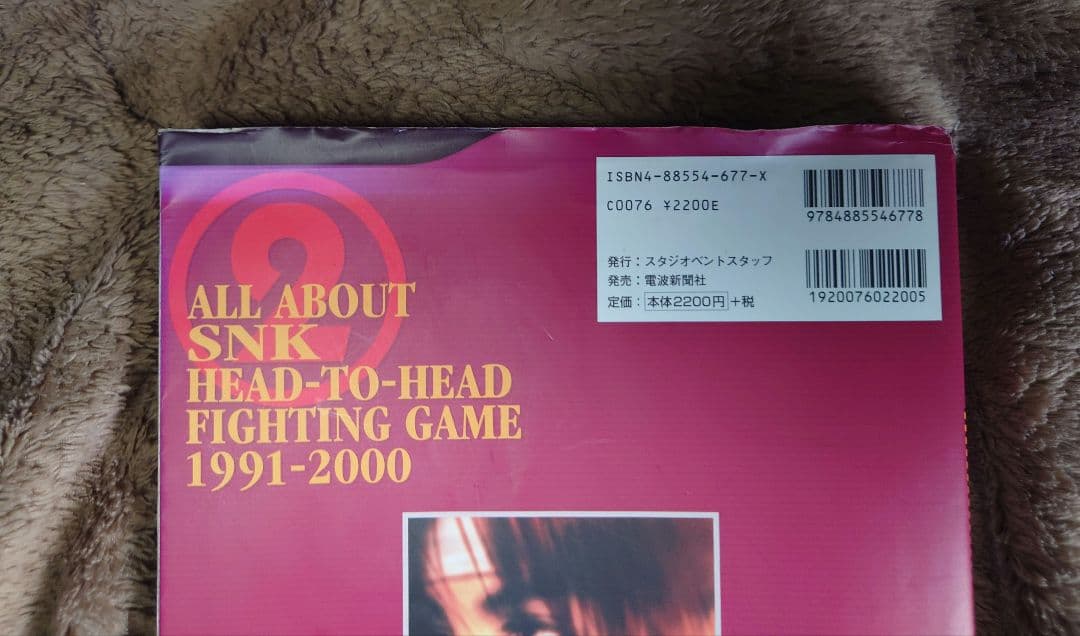 2
ALL ABOUT
SNK
HEAD-TO-HEAD
FIGHTING GAME
1991-2000
ISBN4-88554-677-X
C0076 ¥2200E
9784885546778
発行：スタジオベントスタッフ
発売：電波新聞社
定価：本体2200円+税
1920076022005